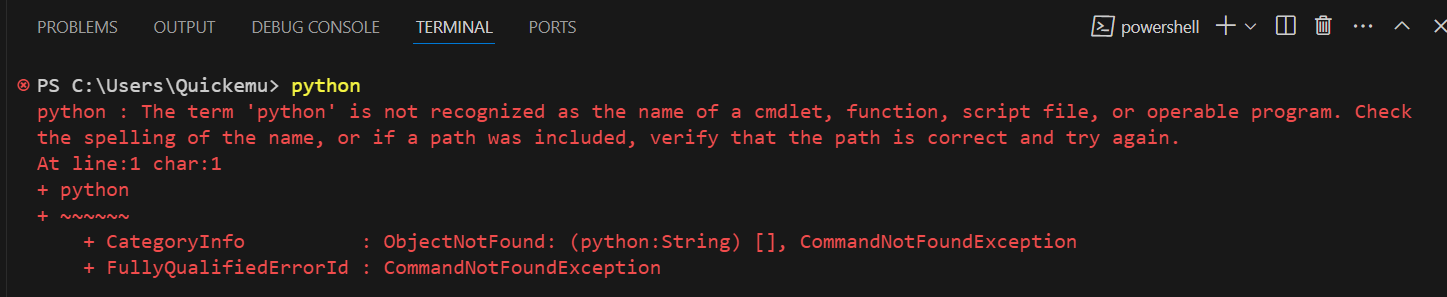 PROBLEMS OUTPUT DEBUG CONSOLE TERMINAL PORTS powershell
PS C:\Users\Quickemu> python
python : The term 'python' is not recognized as the name of a cmdlet, function, script file, or operable program. Check
the spelling of the name, or if a path was included, verify that the path is correct and try again.
At line:1 char:1
+ python
+ ~~~~~~
    + CategoryInfo          : ObjectNotFound: (python:String) [], CommandNotFoundException
    + FullyQualifiedErrorId : CommandNotFoundException